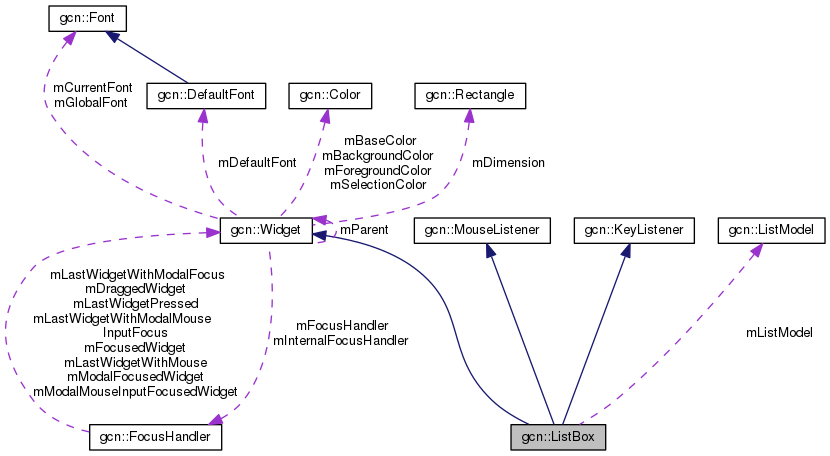 gcn::Font
mCurrentFont
mGlobalFont
gcn::DefaultFont
gcn::Color
gcn::Rectangle
mDefaultFont
mBaseColor
mBackgroundColor
mForegroundColor
mSelectionColor
mDimension
gcn::Widget
mParent
gcn::MouseListener
gcn::KeyListener
gcn::ListModel
mLastWidgetWithModalFocus
mDraggedWidget
mLastWidgetPressed
mLastWidgetWithModalMouse
InputFocus
mFocusedWidget
mLastWidgetWithMouse
mModalFocusedWidget
mModalMouseInputFocusedWidget
mFocusHandler
mInternalFocusHandler
mListModel
gcn::FocusHandler
gcn::ListBox